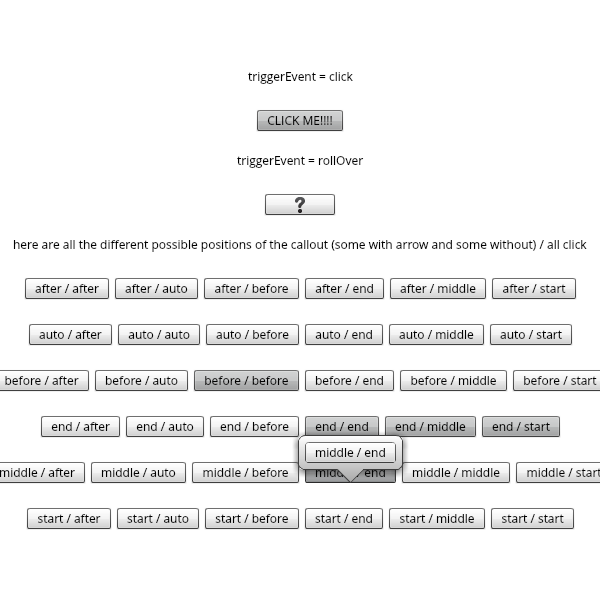 triggerEvent = click
CLICK ME!!!!
triggerEvent = rollOver
?
here are all the different possible positions of the callout (some with arrow and some without) / all click
after / after after / auto after / before after / end after / middle after / start
auto / after auto / auto auto / before auto / end auto / middle auto / start
before / after before / auto before / before before / end before / middle before / start
end / after end / auto end / before end / end end / middle end / start
middle / end
middle / after middle / auto middle / before middle / end middle / middle middle / start
start / after start / auto start / before start / end start / middle start / start